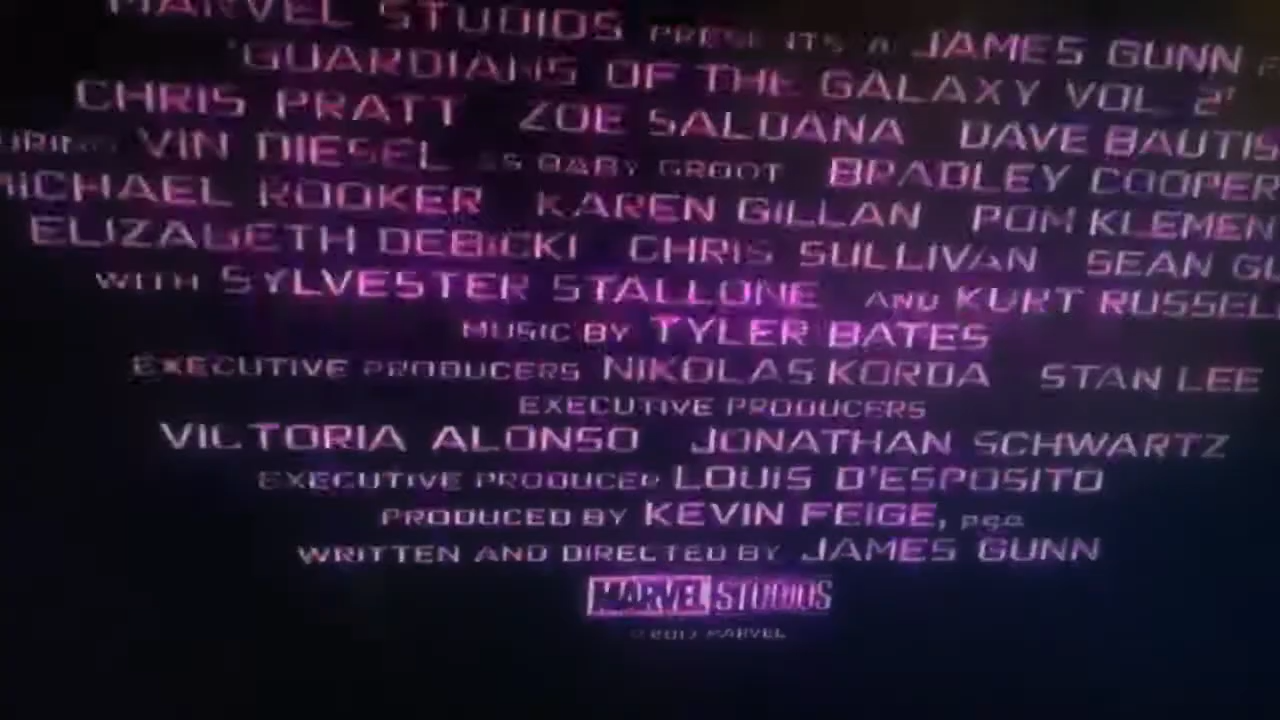 MARVEL STUDIOS PRESENTS A JAMES GUNN
'GUARDIANS OF THE GALAXY VOL. 2'
CHRIS PRATT ZOE SALDANA DAVE BAUTIS
URING VIN DIESEL AS BABY GROOT BRADLEY COOPER
MICHAEL ROOKER KAREN GILLAN POM KLEMEN
ELIZABETH DEBICKI CHRIS SULLIVAN SEAN GU
WITH SYLVESTER STALLONE AND KURT RUSSELL
MUSIC BY TYLER BATES
EXECUTIVE PRODUCERS NIKOLAS KORDA STAN LEE
EXECUTIVE PRODUCERS
VICTORIA ALONSO JONATHAN SCHWARTZ
EXECUTIVE PRODUCER LOUIS D'ESPOSITO
PRODUCED BY KEVIN FEIGE, pga
WRITTEN AND DIRECTED BY JAMES GUNN
MARVEL STUDIOS
© 2017 MARVEL